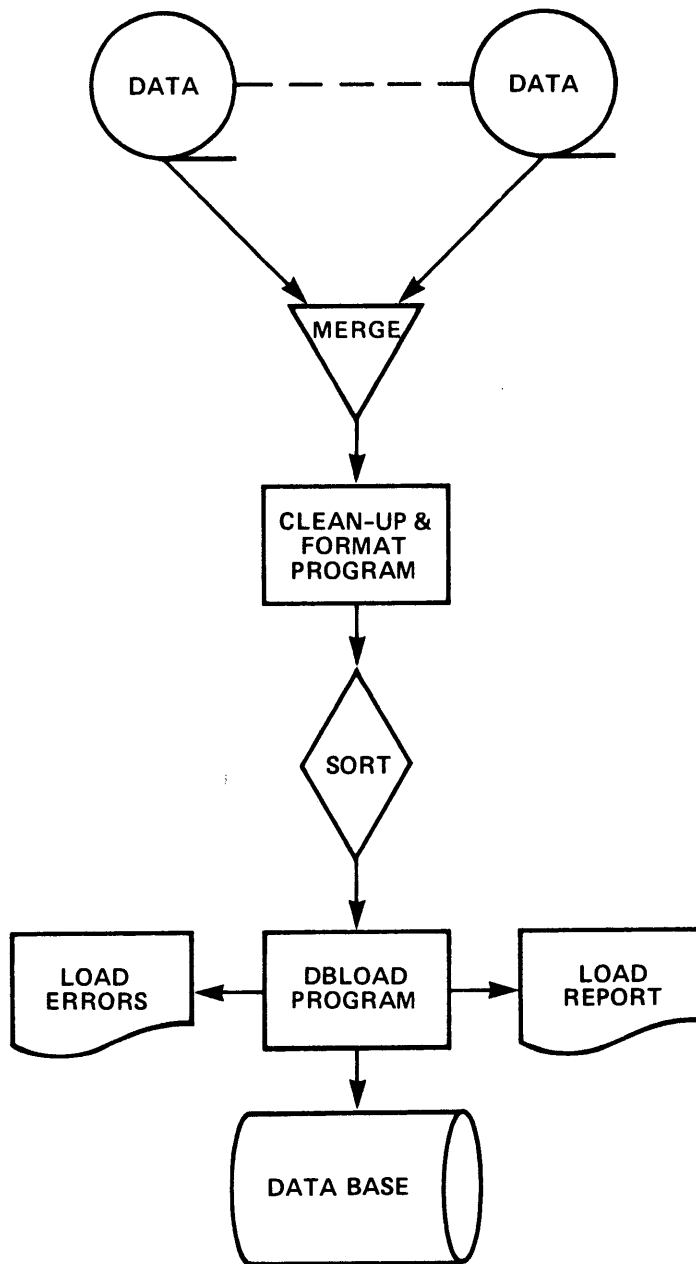 DATA
DATA
MERGE
CLEAN-UP &
FORMAT
PROGRAM
SORT
LOAD
ERRORS
DBLOAD
PROGRAM
LOAD
REPORT
DATA BASE